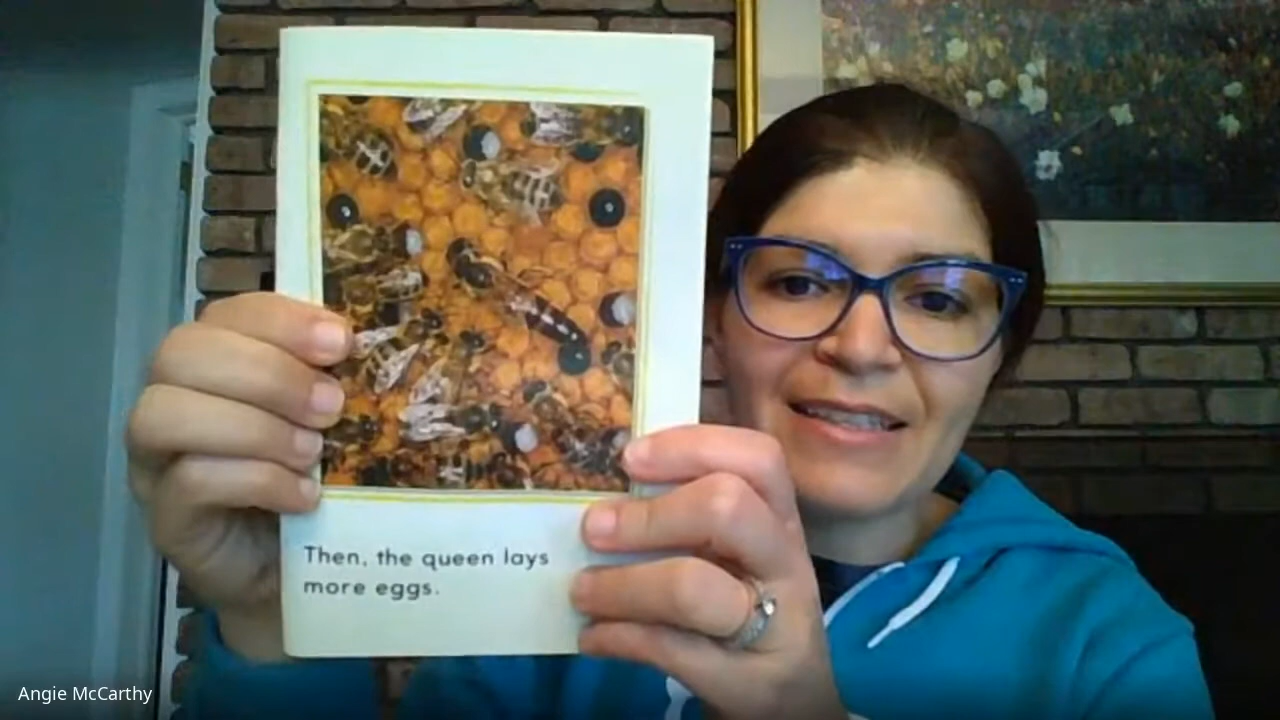 Then, the queen lays
more eggs.
Angie McCarthy